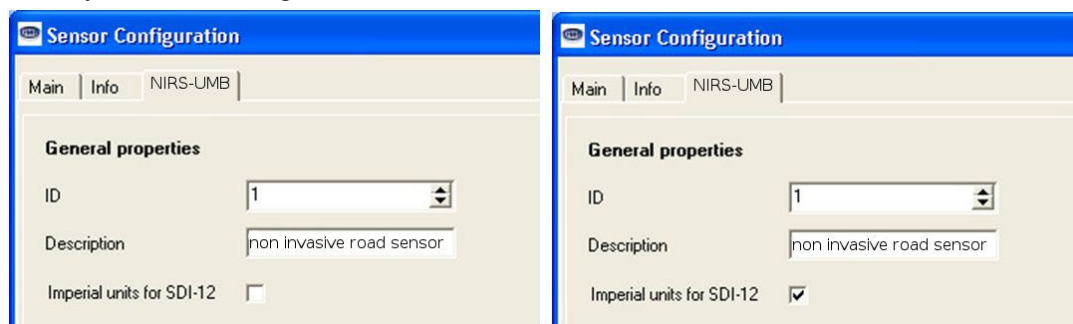 Sensor Configuration
Main Info NIRS-UMB
General properties
ID 1
Description non invasive road sensor
Imperial units for SDI-12
Sensor Configuration
Main Info NIRS-UMB
General properties
ID 1
Description non invasive road sensor
Imperial units for SDI-12